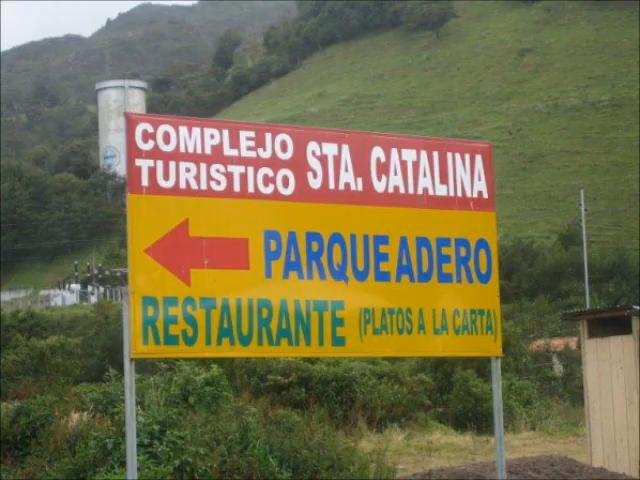 COMPLEJO
TURISTICO STA. CATALINA
PARQUEADERO
RESTAURANTE (PLATOS A LA CARTA)